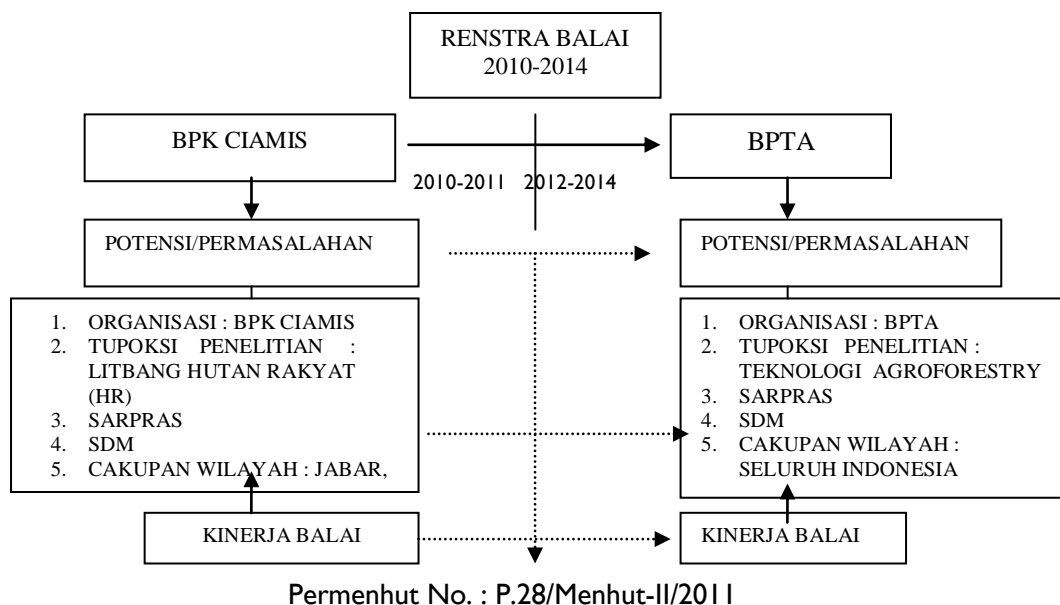 RENSTRA BALAI
2010-2014
BPK CIAMIS
BPTA
2010-2011
2012-2014
POTENSI/PERMASALAHAN
POTENSI/PERMASALAHAN
1. ORGANISASI : BPK CIAMIS
2. TUPOKSI PENELITIAN :
LITBANG HUTAN RAKYAT
(HR)
3. SARPRAS
4. SDM
5. CAKUPAN WILAYAH : JABAR,
1. ORGANISASI : BPTA
2. TUPOKSI PENELITIAN :
TEKNOLOGI AGROFORESTRY
3. SARPRAS
4. SDM
5. CAKUPAN WILAYAH :
SELURUH INDONESIA
KINERJA BALAI
KINERJA BALAI
Permenhut No. : P.28/Menhut-II/2011